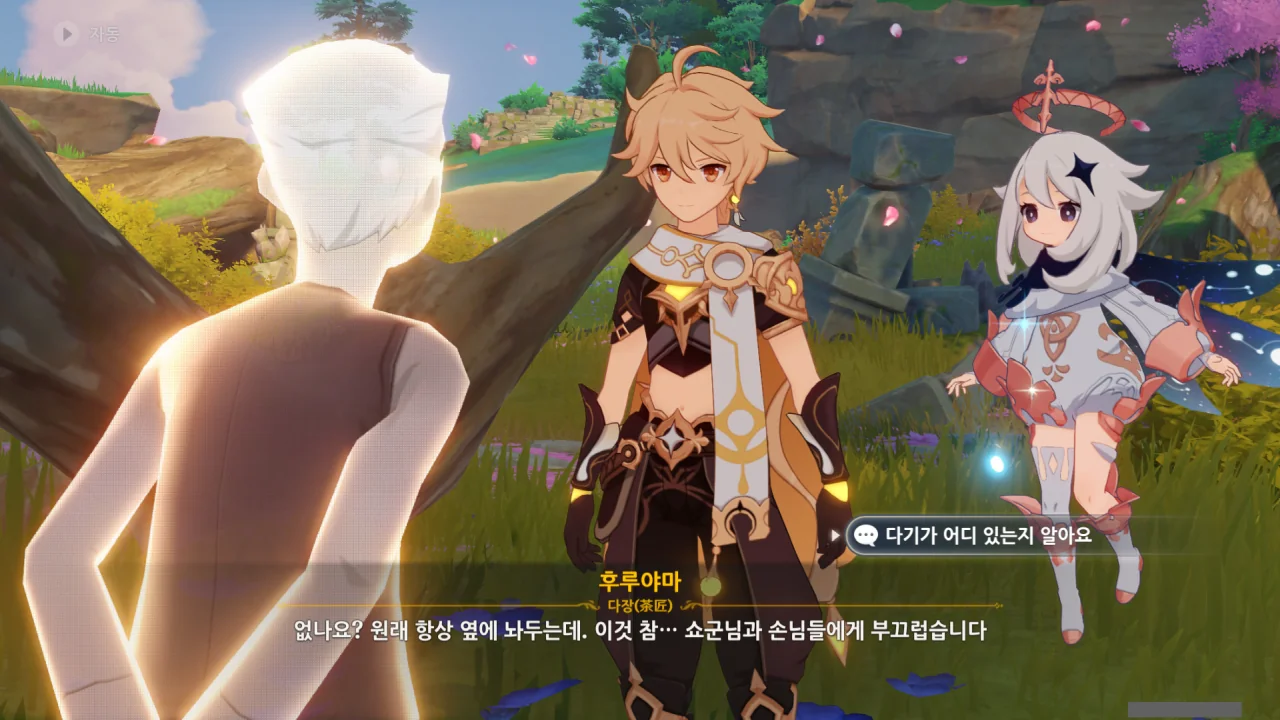 자동
다기가 어디 있는지 알아요
후루야마
다장(茶匠)
없나요? 원래 항상 옆에 놔두는데. 이것 참… 쇼군님과 손님들에게 부끄럽습니다